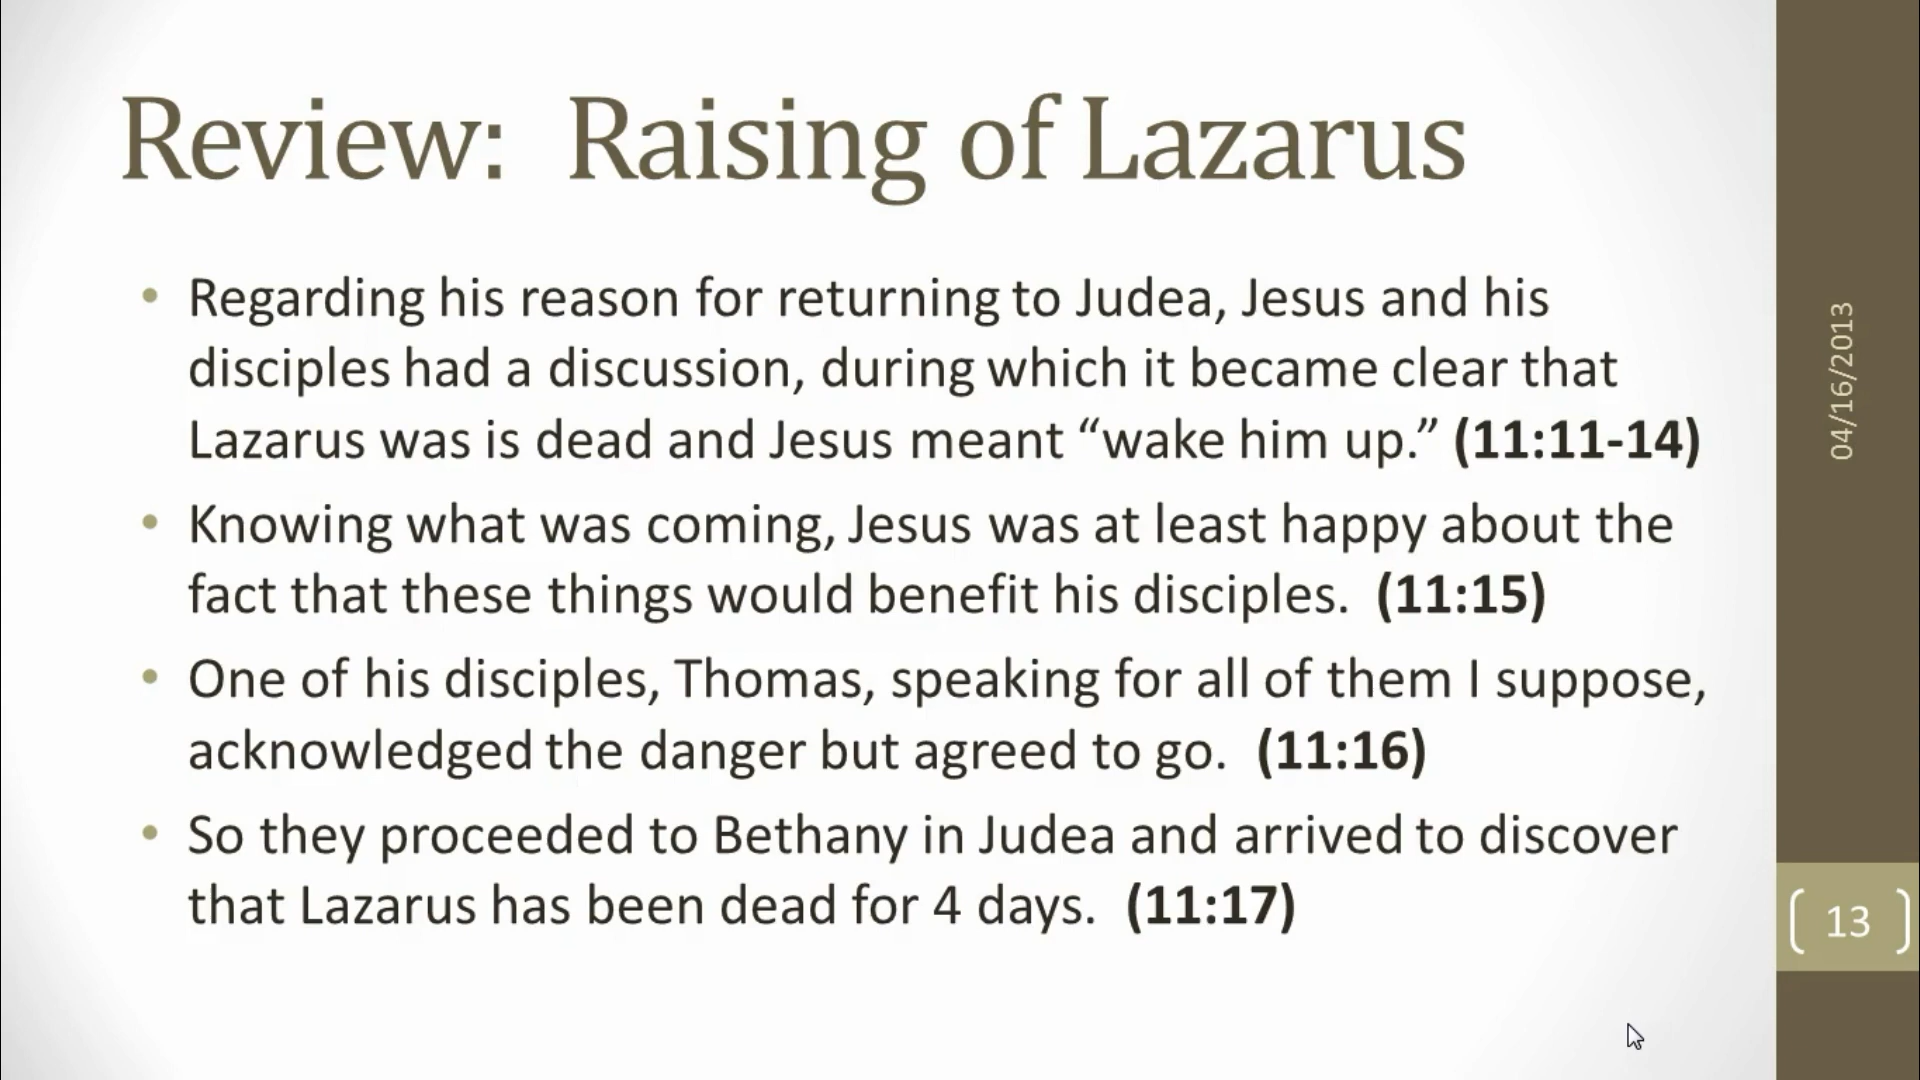 Review:  Raising of Lazarus
• Regarding his reason for returning to Judea, Jesus and his
disciples had a discussion, during which it became clear that
Lazarus was is dead and Jesus meant “wake him up.” (11:11-14)
• Knowing what was coming, Jesus was at least happy about the
fact that these things would benefit his disciples.  (11:15)
• One of his disciples, Thomas, speaking for all of them I suppose,
acknowledged the danger but agreed to go.  (11:16)
• So they proceeded to Bethany in Judea and arrived to discover
that Lazarus has been dead for 4 days.  (11:17)
04/16/2013
13